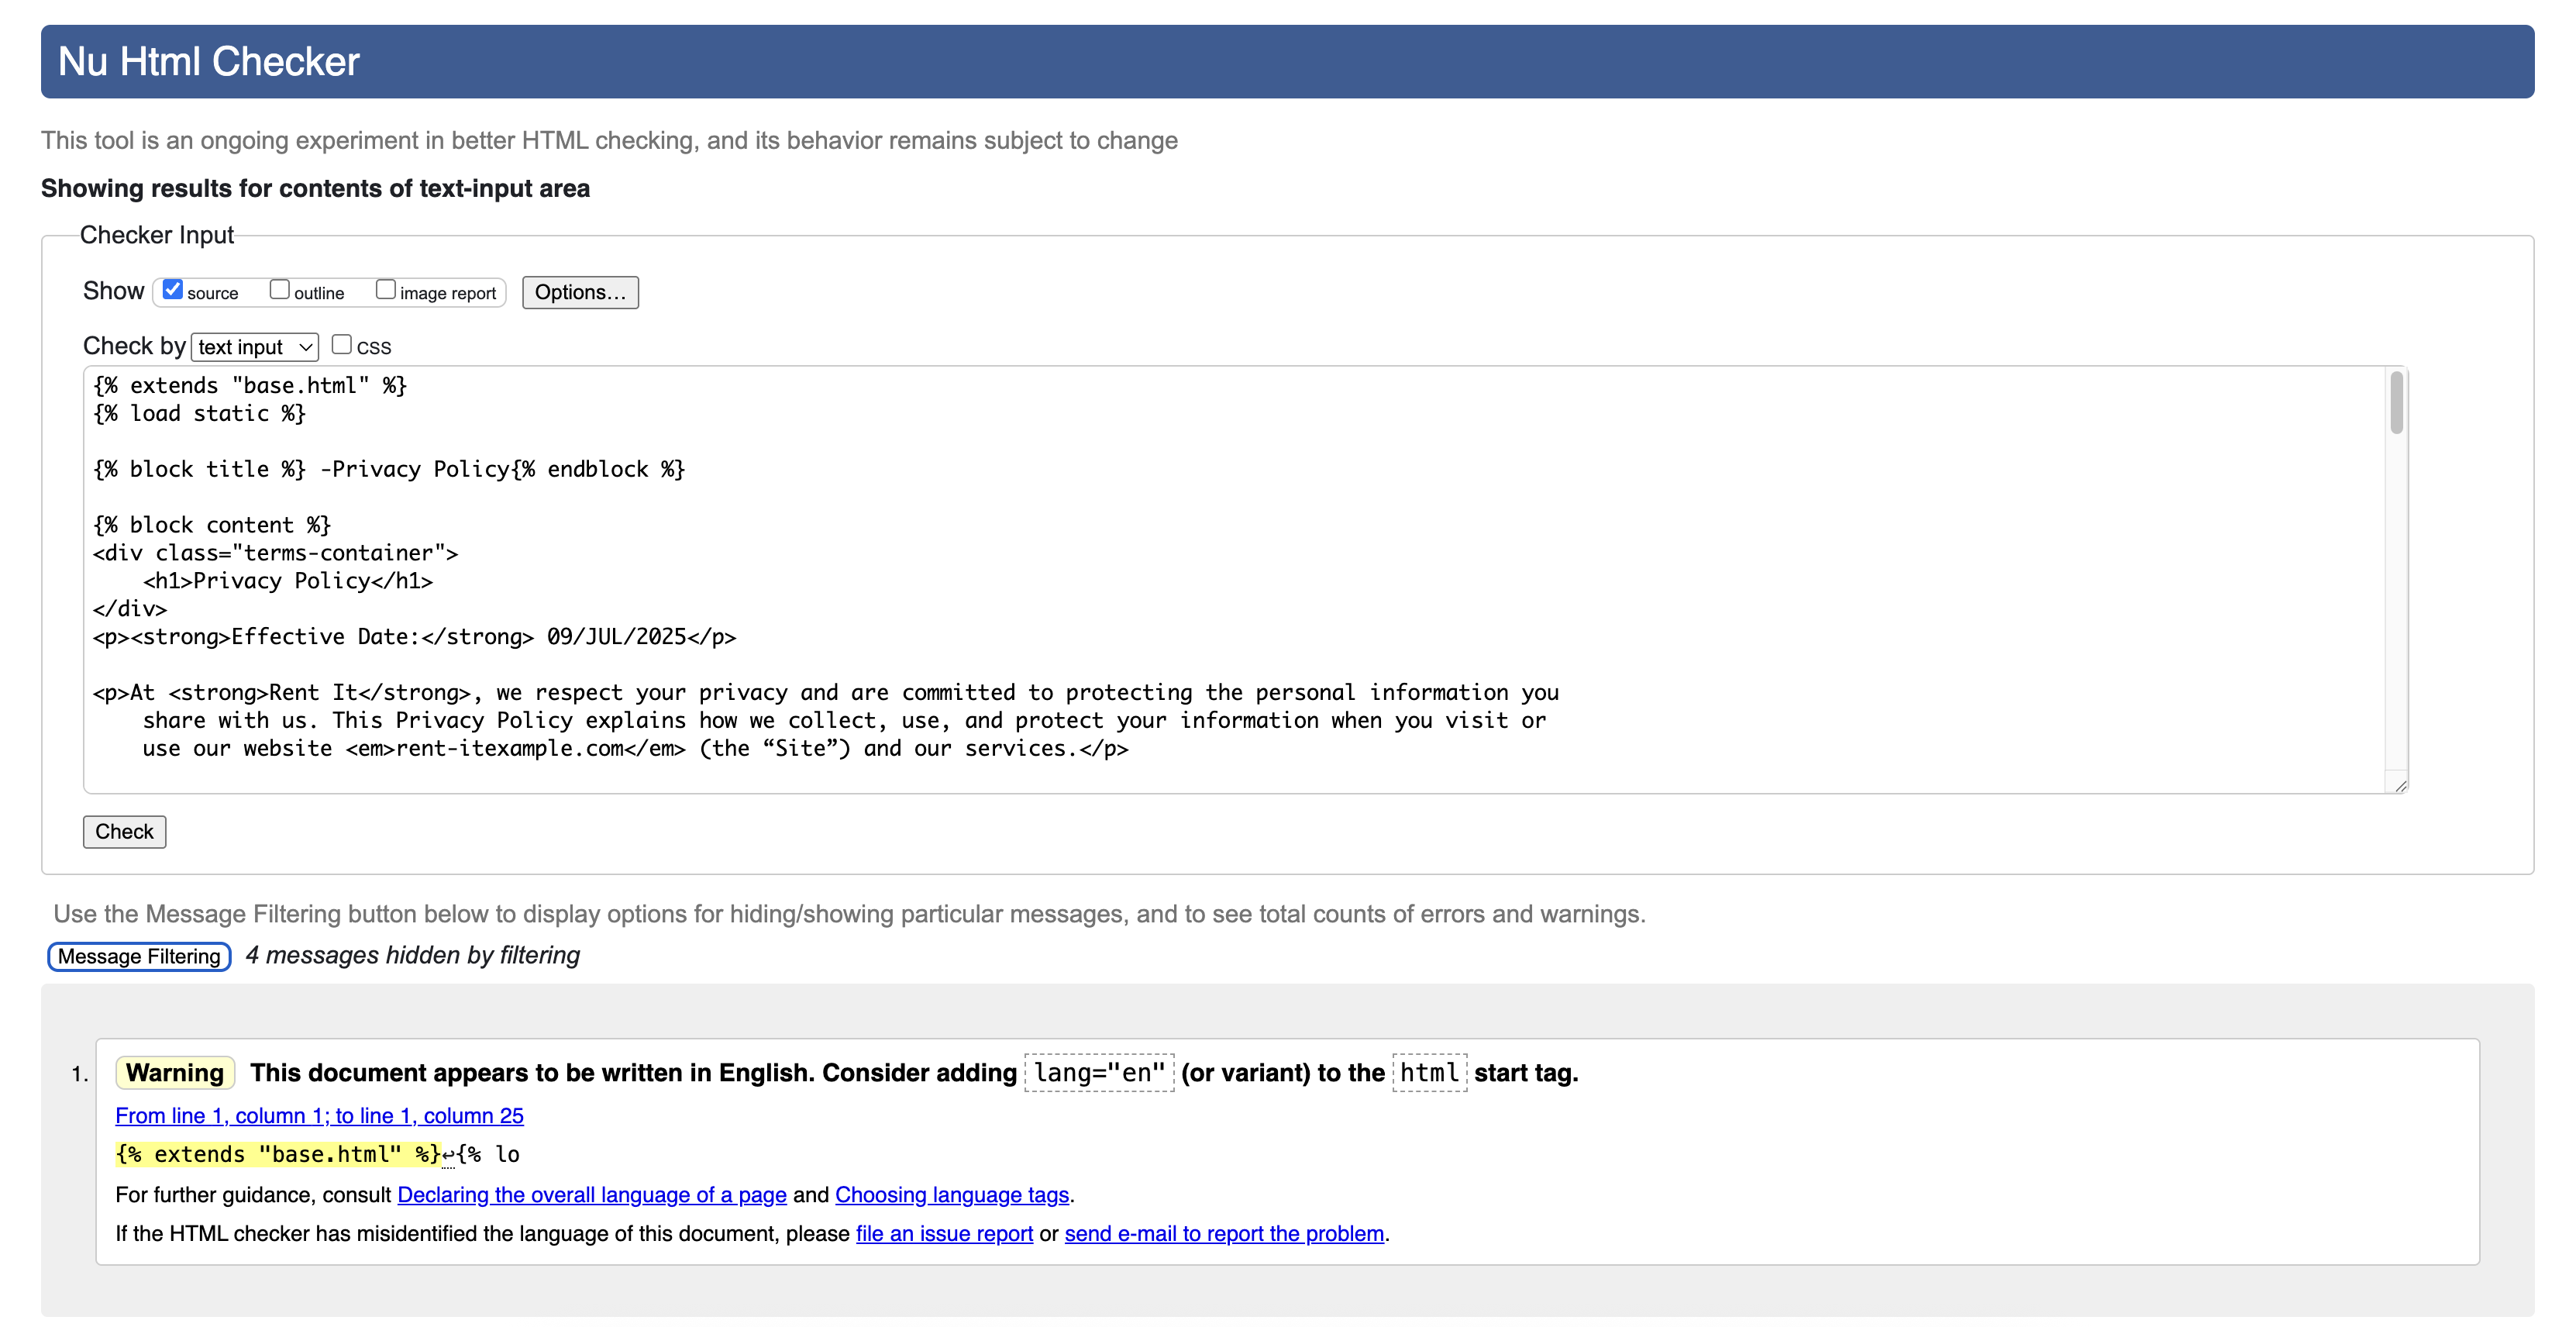 Nu Html Checker
This tool is an ongoing experiment in better HTML checking, and its behavior remains subject to change
Showing results for contents of text-input area
Checker Input
Show source outline image report Options...
Check by text input CSS
{% extends "base.html" %}
{% load static %}
{% block title %} -Privacy Policy{% endblock %}
{% block content %}
<div class="terms-container">
    <h1>Privacy Policy</h1>
</div>
<p><strong>Effective Date:</strong> 09/JUL/2025</p>
<p>At <strong>Rent It</strong>, we respect your privacy and are committed to protecting the personal information you
    share with us. This Privacy Policy explains how we collect, use, and protect your information when you visit or
    use our website <em>rent-itexample.com</em> (the “Site”) and our services.</p>
Check
Use the Message Filtering button below to display options for hiding/showing particular messages, and to see total counts of errors and warnings.
Message Filtering 4 messages hidden by filtering
1. Warning This document appears to be written in English. Consider adding lang="en" (or variant) to the html start tag.
From line 1, column 1; to line 1, column 25
{% extends "base.html" %}↩{% lo
For further guidance, consult Declaring the overall language of a page and Choosing language tags.
If the HTML checker has misidentified the language of this document, please file an issue report or send e-mail to report the problem.